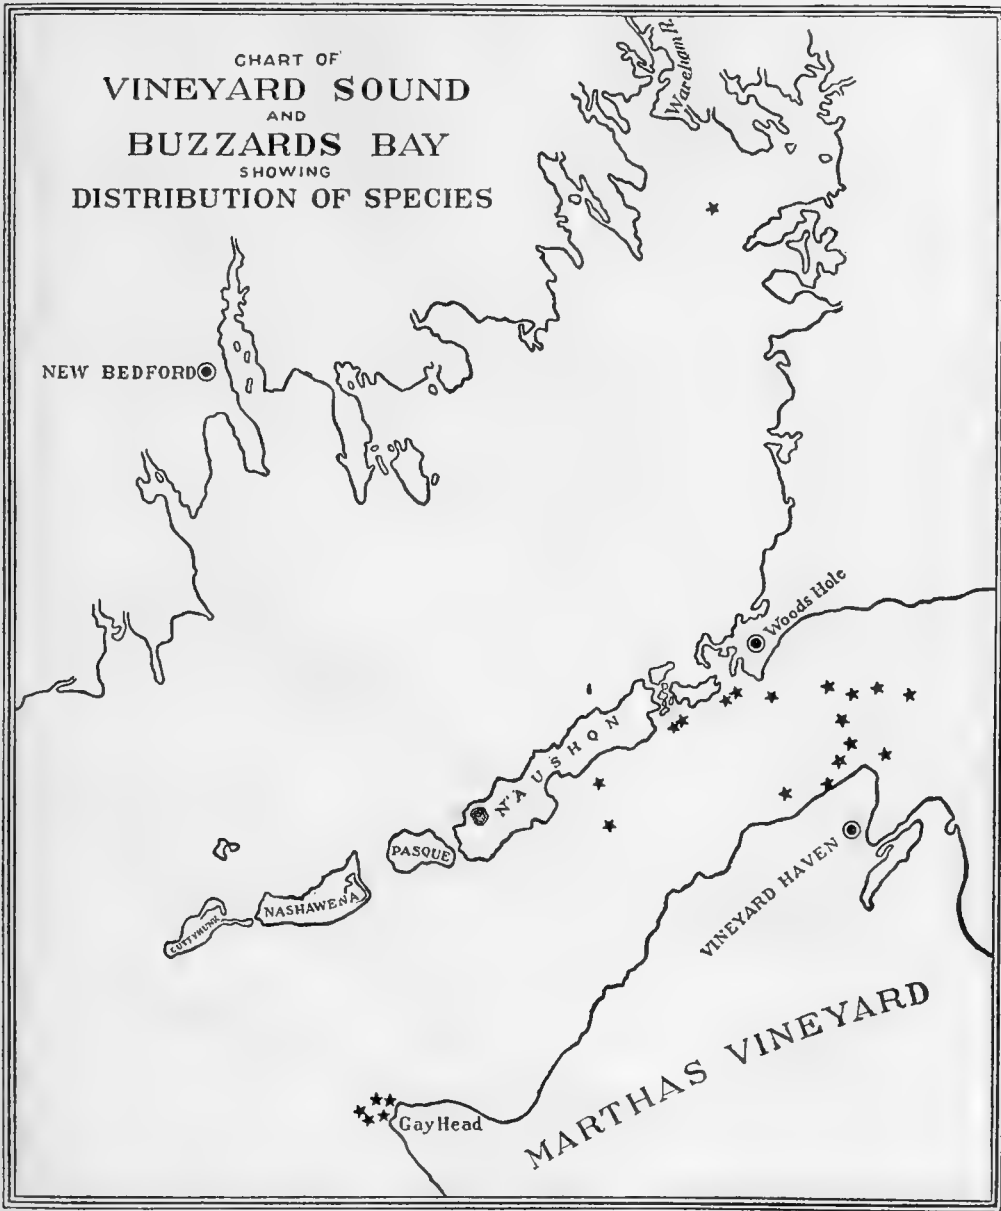 CHART OF
VINEYARD SOUND
AND
BUZZARDS BAY
SHOWING
DISTRIBUTION OF SPECIES
Wareham R.
NEW BEDFORD
Woods Hole
NAUSHON
PASQUE
NASHAWENA
CUTTYHUNK
VINEYARD HAVEN
MARTHAS VINEYARD
Gay Head